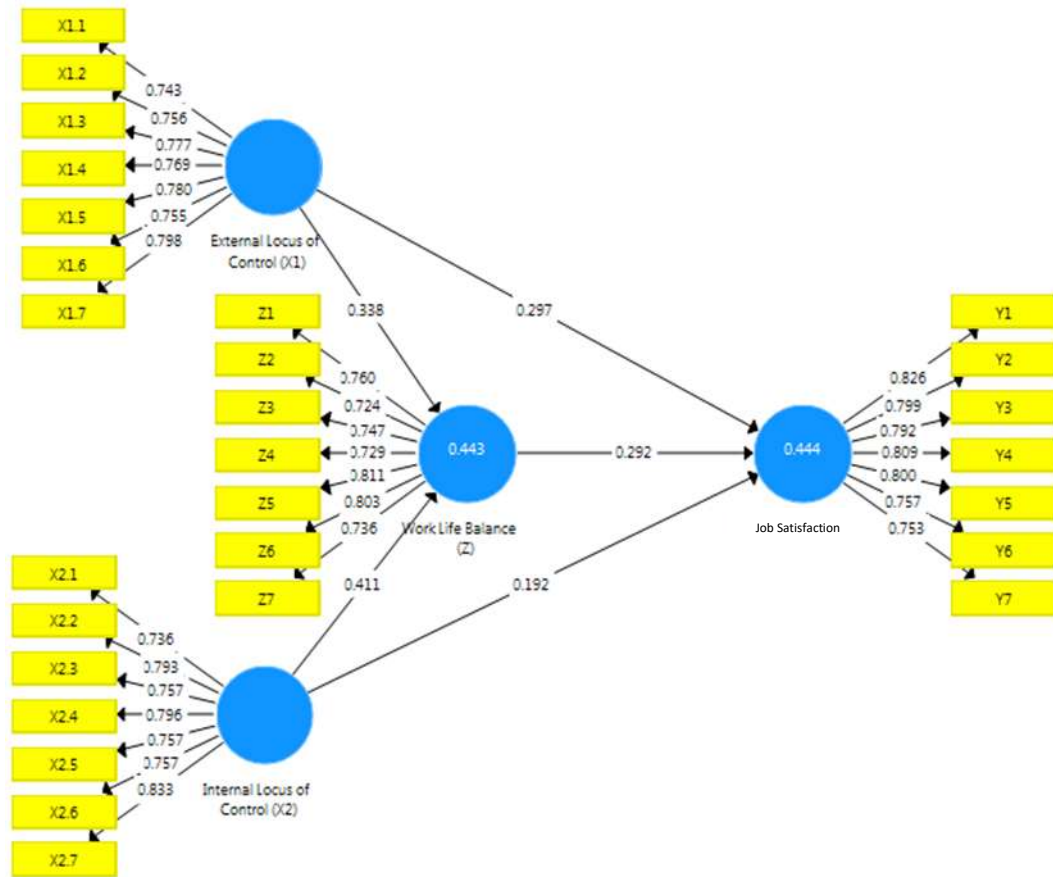 X1.1
X1.2
X1.3
X1.4
X1.5
X1.6
X1.7
0.743
0.756
0.777
0.769
0.780
0.755
0.798
External Locus of
Control (X1)
0.338
0.297
Z1
Z2
Z3
Z4
Z5
Z6
Z7
0.760
0.724
0.747
0.729
0.811
0.803
0.736
0.443
Work Life Balance
(Z)
0.292
0.444
Job Satisfaction
0.826
0.799
0.792
0.809
0.800
0.757
0.753
Y1
Y2
Y3
Y4
Y5
Y6
Y7
0.411
0.192
X2.1
X2.2
X2.3
X2.4
X2.5
X2.6
X2.7
0.736
0.793
0.757
0.796
0.757
0.757
0.833
Internal Locus of
Control (X2)